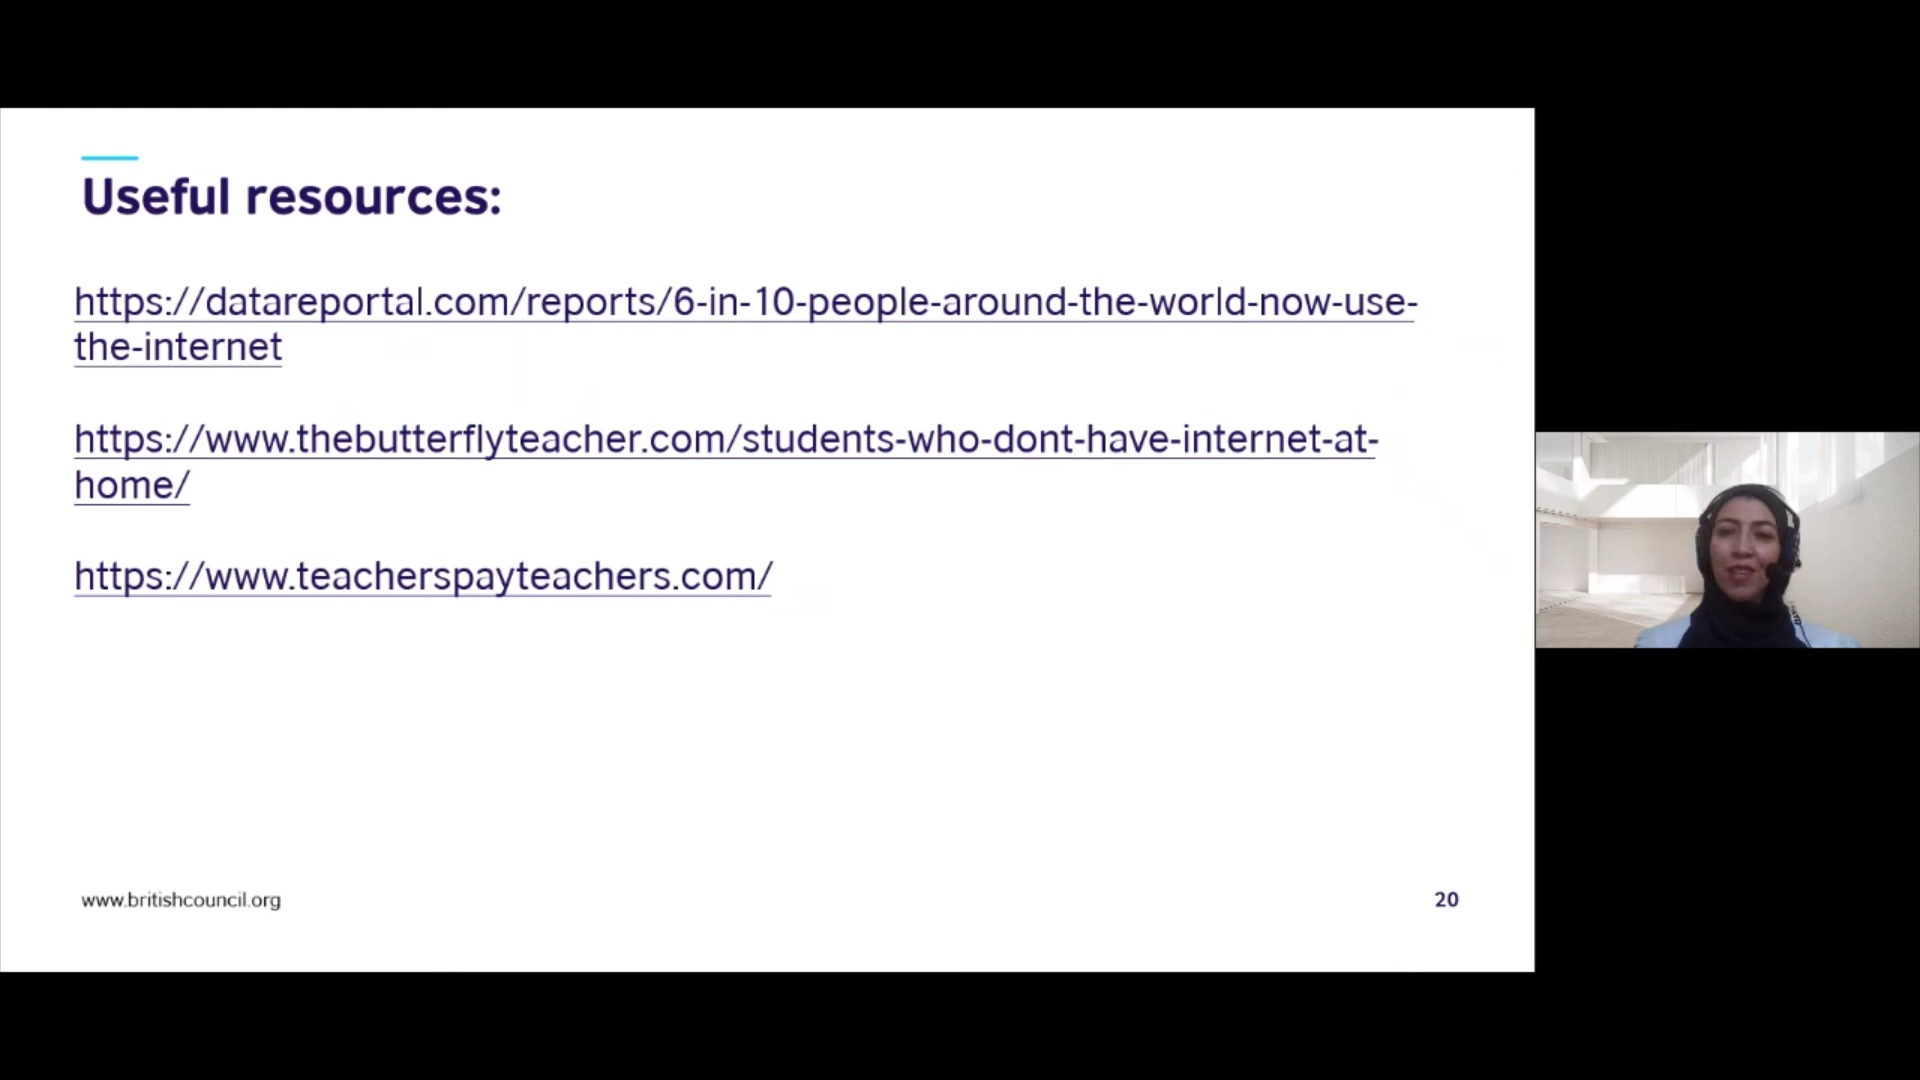 Useful resources:
https://datareportal.com/reports/6-in-10-people-around-the-world-now-use-
the-internet
https://www.thebutterflyteacher.com/students-who-dont-have-internet-at-
home/
https://www.teacherspayteachers.com/
www.britishcouncil.org
20